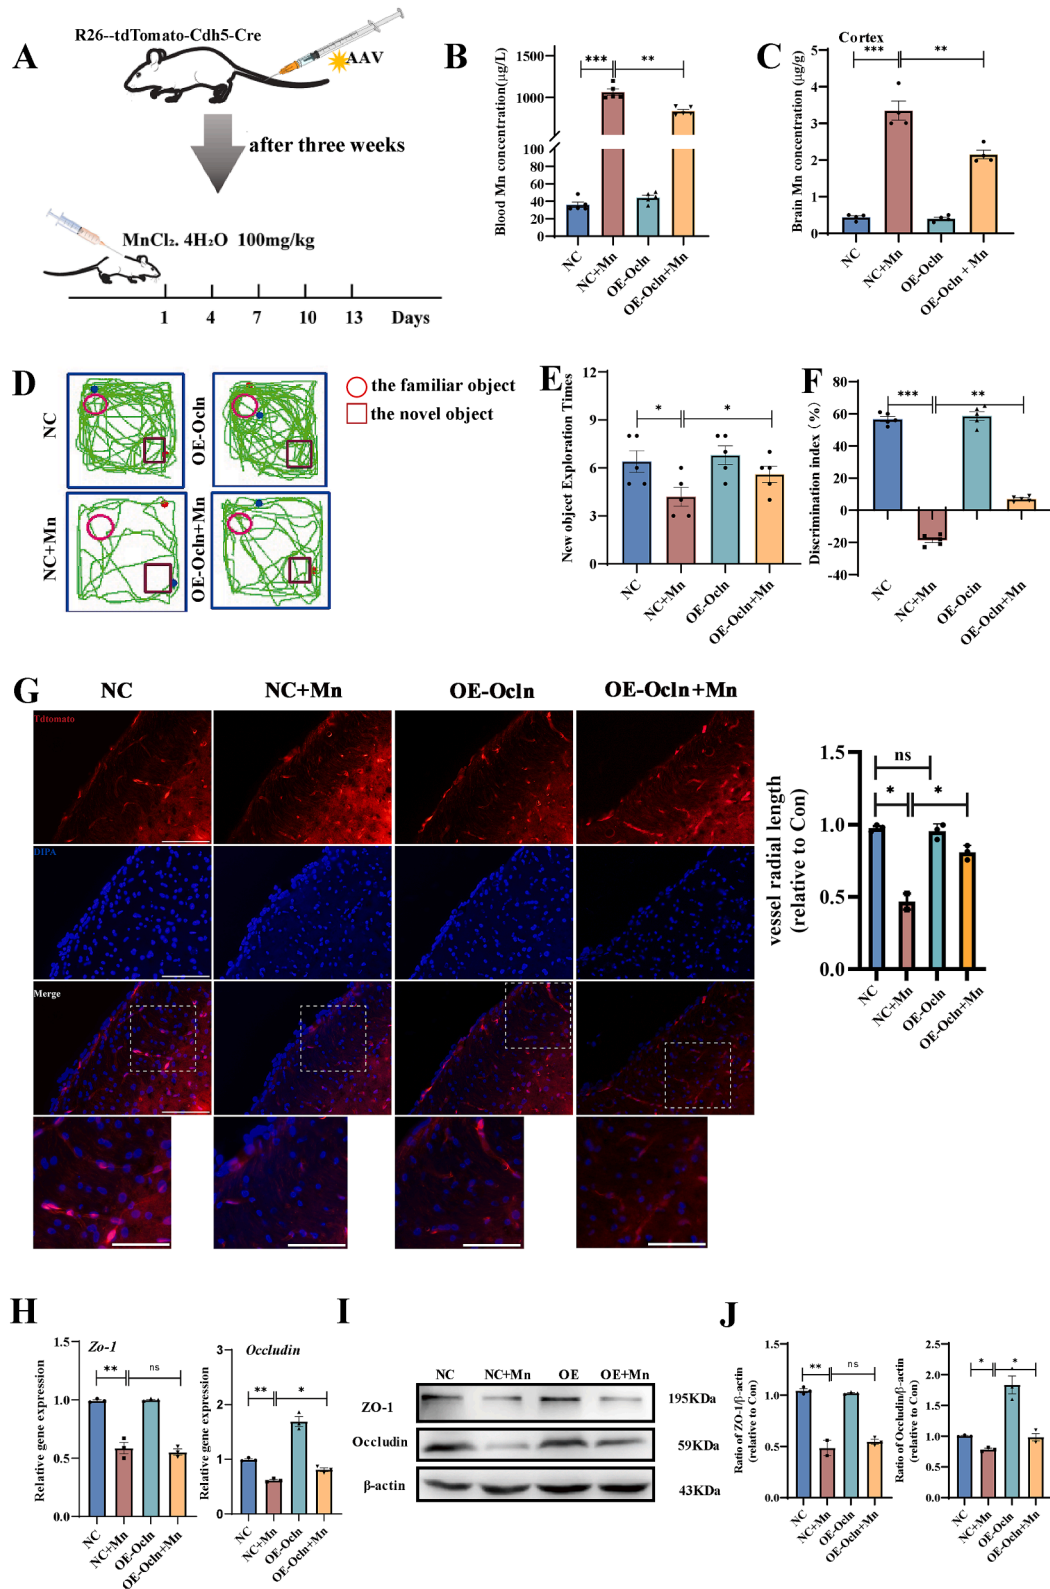 A
R26--tdTomato-Cdh5-Cre
AAV
after three weeks
MnCl₂. 4H₂O 100mg/kg
1 4 7 10 13 Days
B
Blood Mn concentration(μg/L)
1500
1000
100
80
60
40
20
0
*** **
NC
NC+Mn
OE-Ocln
OE-Ocln+Mn
C
Cortex
Brain Mn concentration (μg/g)
5
4
3
2
1
0
*** **
NC
NC+Mn
OE-Ocln
OE-Ocln + Mn
D
NC
OE-Ocln
NC+Mn
OE-Ocln+Mn
the familiar object
the novel object
E
New object Exploration Times
12
9
6
3
0
* *
NC
NC+Mn
OE-Ocln
OE-Ocln+Mn
F
Discrimination index (%)
80
60
40
20
0
-20
-40
*** **
NC
NC+Mn
OE-Ocln
OE-Ocln+Mn
G
NC NC+Mn OE-Ocln OE-Ocln+Mn
Tdtomato
DIPA
Merge
vessel radial length
(relative to Con)
1.5
1.0
0.5
0.0
ns
* *
NC
NC+Mn
OE-Ocln
OE-Ocln+Mn
H
Zo-1
Relative gene expression
1.5
1.0
0.5
0.0
** ns
NC
NC+Mn
OE-Ocln
OE-Ocln+Mn
Occludin
Relative gene expression
3
2
1
0
** *
NC
NC+Mn
OE-Ocln
OE-Ocln+Mn
I
NC NC+Mn OE OE+Mn
ZO-1 195KDa
Occludin 59KDa
β-actin 43KDa
J
Ratio of ZO-1/β-actin
(relative to Con)
1.5
1.0
0.5
0.0
** ns
NC
NC+Mn
OE-Ocln
OE-Ocln+Mn
Ratio of Occludin/β-actin
(relative to Con)
2.5
2.0
1.5
1.0
0.5
0.0
* *
NC
NC+Mn
OE-Ocln
OE-Ocln+Mn